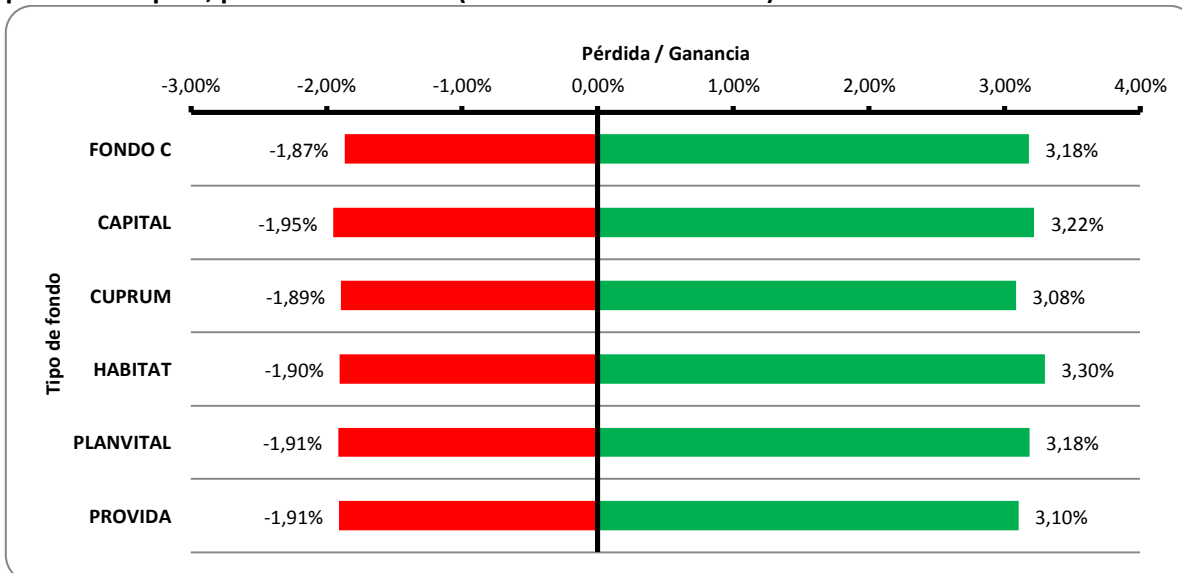 Pérdida / Ganancia
-3,00% -2,00% -1,00% 0,00% 1,00% 2,00% 3,00% 4,00%
Tipo de fondo
FONDO C -1,87% 3,18%
CAPITAL -1,95% 3,22%
CUPRUM -1,89% 3,08%
HABITAT -1,90% 3,30%
PLANVITAL -1,91% 3,18%
PROVIDA -1,91% 3,10%